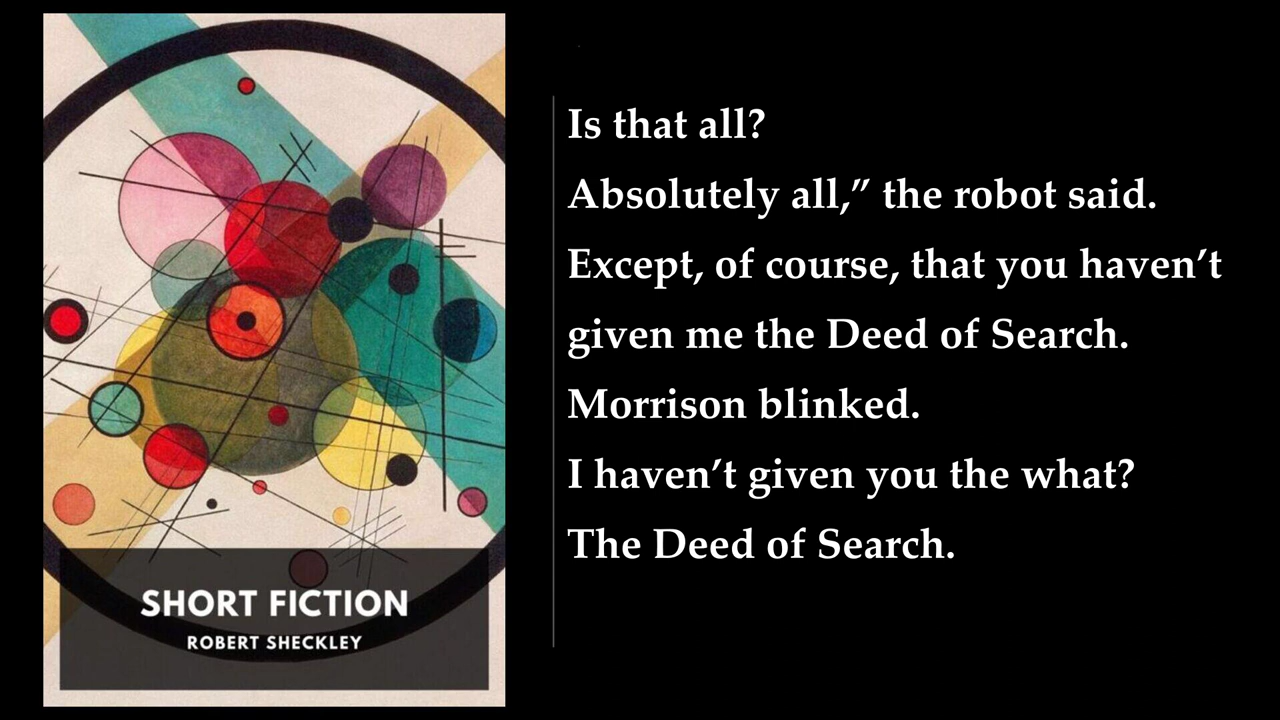 SHORT FICTION
ROBERT SHECKLEY
Is that all?
Absolutely all,” the robot said.
Except, of course, that you haven’t
given me the Deed of Search.
Morrison blinked.
I haven’t given you the what?
The Deed of Search.